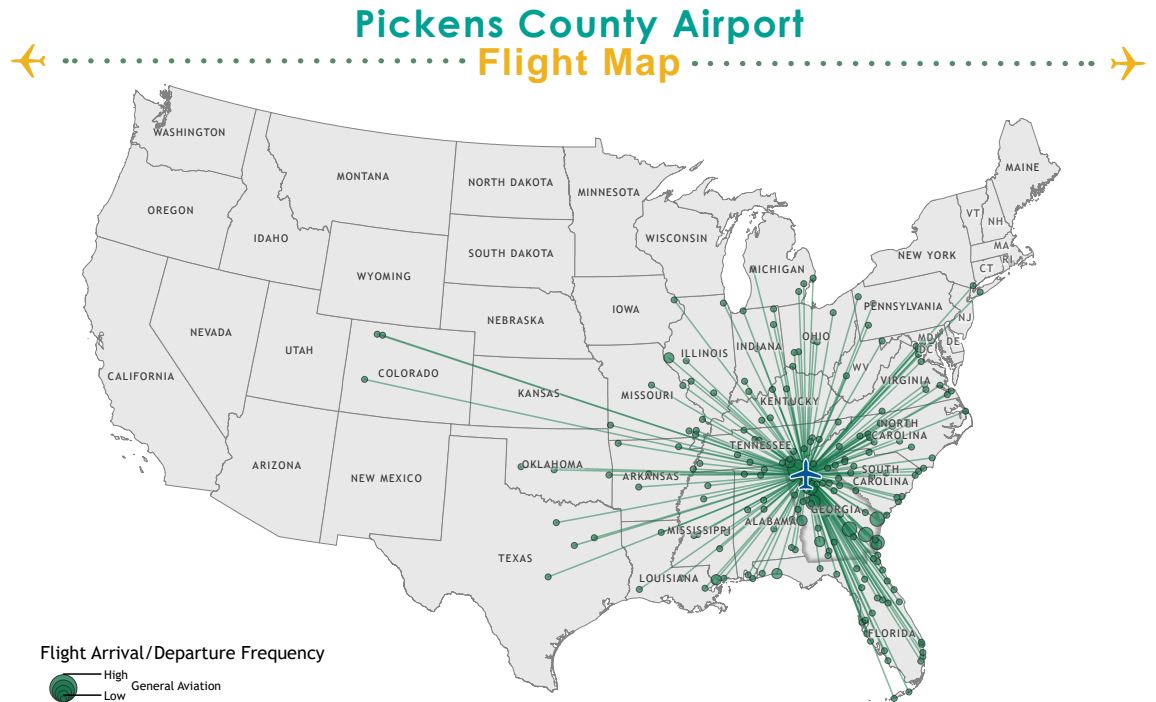 Pickens County Airport
Flight Map
WASHINGTON
MONTANA
NORTH DAKOTA
MINNESOTA
MAINE
OREGON
IDAHO
WISCONSIN
VT
NH
SOUTH DAKOTA
MICHIGAN
NEW YORK
MA
RI
CT
WYOMING
IOWA
PENNSYLVANIA
NJ
NEBRASKA
NEVADA
UTAH
ILLINOIS
INDIANA
OHIO
MD
DE
DC
CALIFORNIA
COLORADO
KANSAS
MISSOURI
WV
VIRGINIA
KENTUCKY
ARIZONA
NEW MEXICO
OKLAHOMA
ARKANSAS
TENNESSEE
NORTH
CAROLINA
SOUTH
CAROLINA
TEXAS
MISSISSIPPI
ALABAMA
GEORGIA
LOUISIANA
FLORIDA
Flight Arrival/Departure Frequency
High
General Aviation
Low